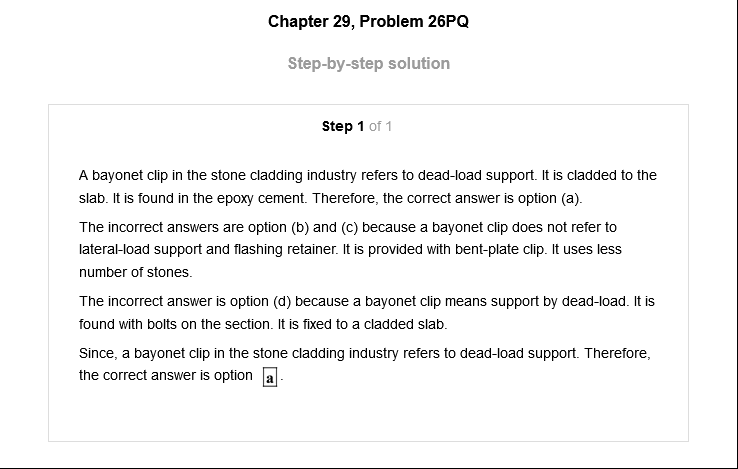 Chapter 29, Problem 26PQ
Step-by-step solution
Step 1 of 1
A bayonet clip in the stone cladding industry refers to dead-load support. It is cladded to the
slab. It is found in the epoxy cement. Therefore, the correct answer is option (a).
The incorrect answers are option (b) and (c) because a bayonet clip does not refer to
lateral-load support and flashing retainer. It is provided with bent-plate clip. It uses less
number of stones.
The incorrect answer is option (d) because a bayonet clip means support by dead-load. It is
found with bolts on the section. It is fixed to a cladded slab.
Since, a bayonet clip in the stone cladding industry refers to dead-load support. Therefore,
the correct answer is option a.